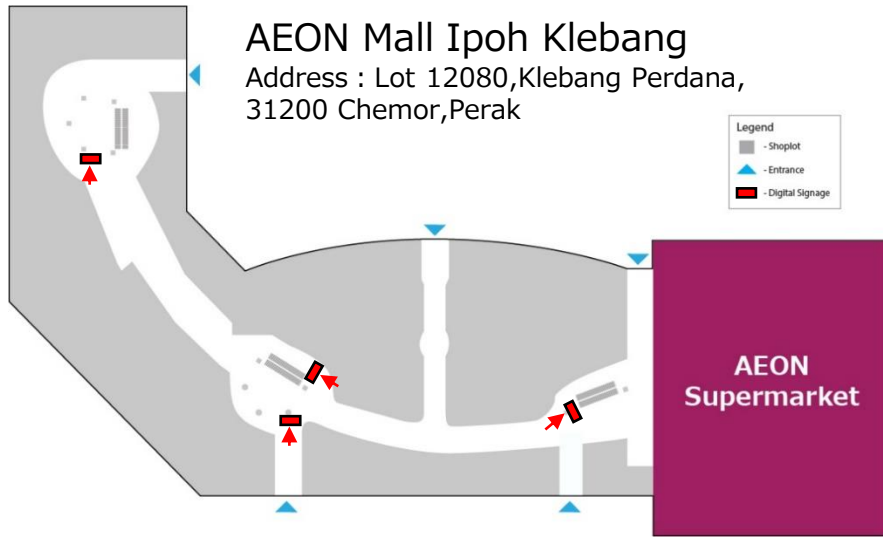 AEON Mall Ipoh Klebang
Address : Lot 12080,Klebang Perdana,
31200 Chemor,Perak
Legend
- Shoplot
- Entrance
- Digital Signage
AEON
Supermarket